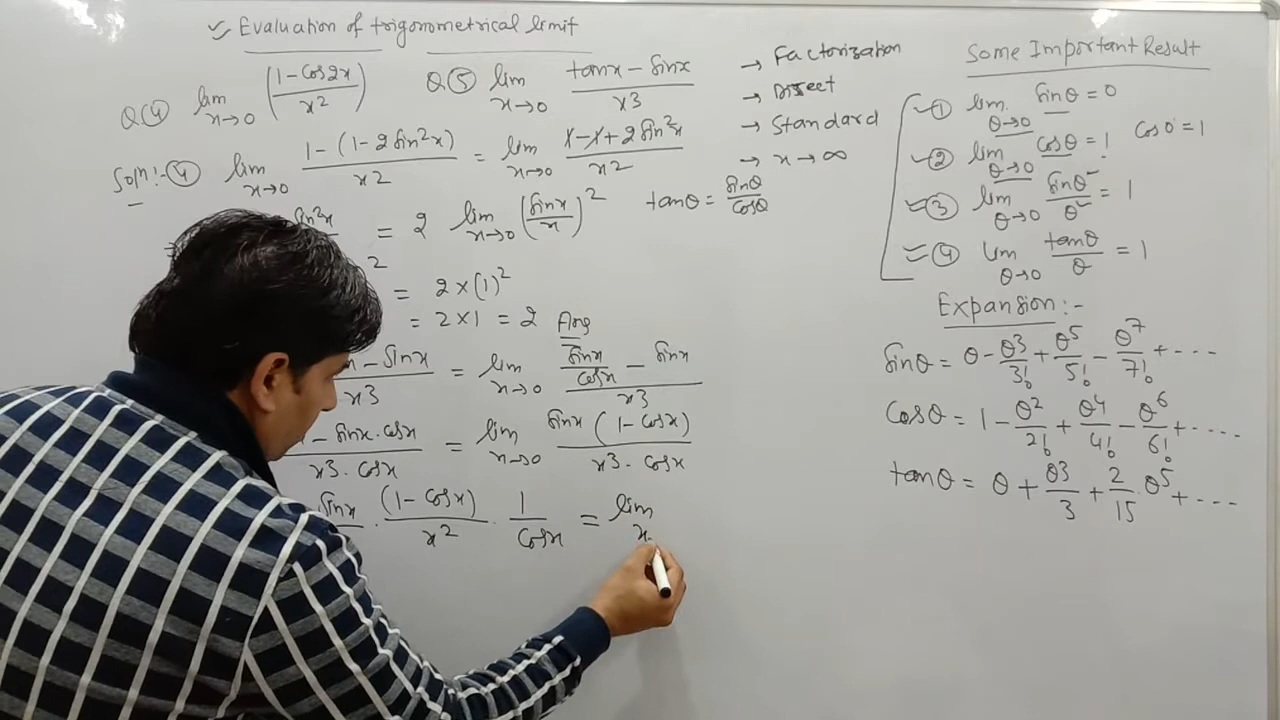 Evaluation of trigonometrical limit
Q④ lim x→0 (1-Cos2x / x2)
Q⑤ lim x→0 tanx - Sinx / x3
Soln:-④ lim x→0 1-(1-2Sin²x) / x2 = lim x→0 1-1+2Sin²x / x2
Sin²x = 2 lim x→0 (Sinx / x)²
2 = 2×(1)²
= 2×1 = 2 Ans
- Sinx / x3 = lim x→0 Sinx/Cosx - Sinx / x3
- Sinx.Cosx / x3.Cosx = lim x→0 Sinx (1-Cosx) / x3.Cosx
Sinx . (1-Cosx) / x2 . 1 / Cosx = lim x
tanθ = Sinθ / Cosθ
→ Factorization
→ Direct
→ Standard
→ x→∞
Some Important Result
① lim θ→0 Sinθ = 0
② lim θ→0 Cosθ = 1 Cos0° = 1
③ lim θ→0 Sinθ / θ = 1
④ lim θ→0 tanθ / θ = 1
Expansion:-
Sinθ = θ - θ3/3! + θ5/5! - θ7/7! + ----
Cosθ = 1 - θ2/2! + θ4/4! - θ6/6! + ----
tanθ = θ + θ3/3 + 2/15 . θ5 + ---